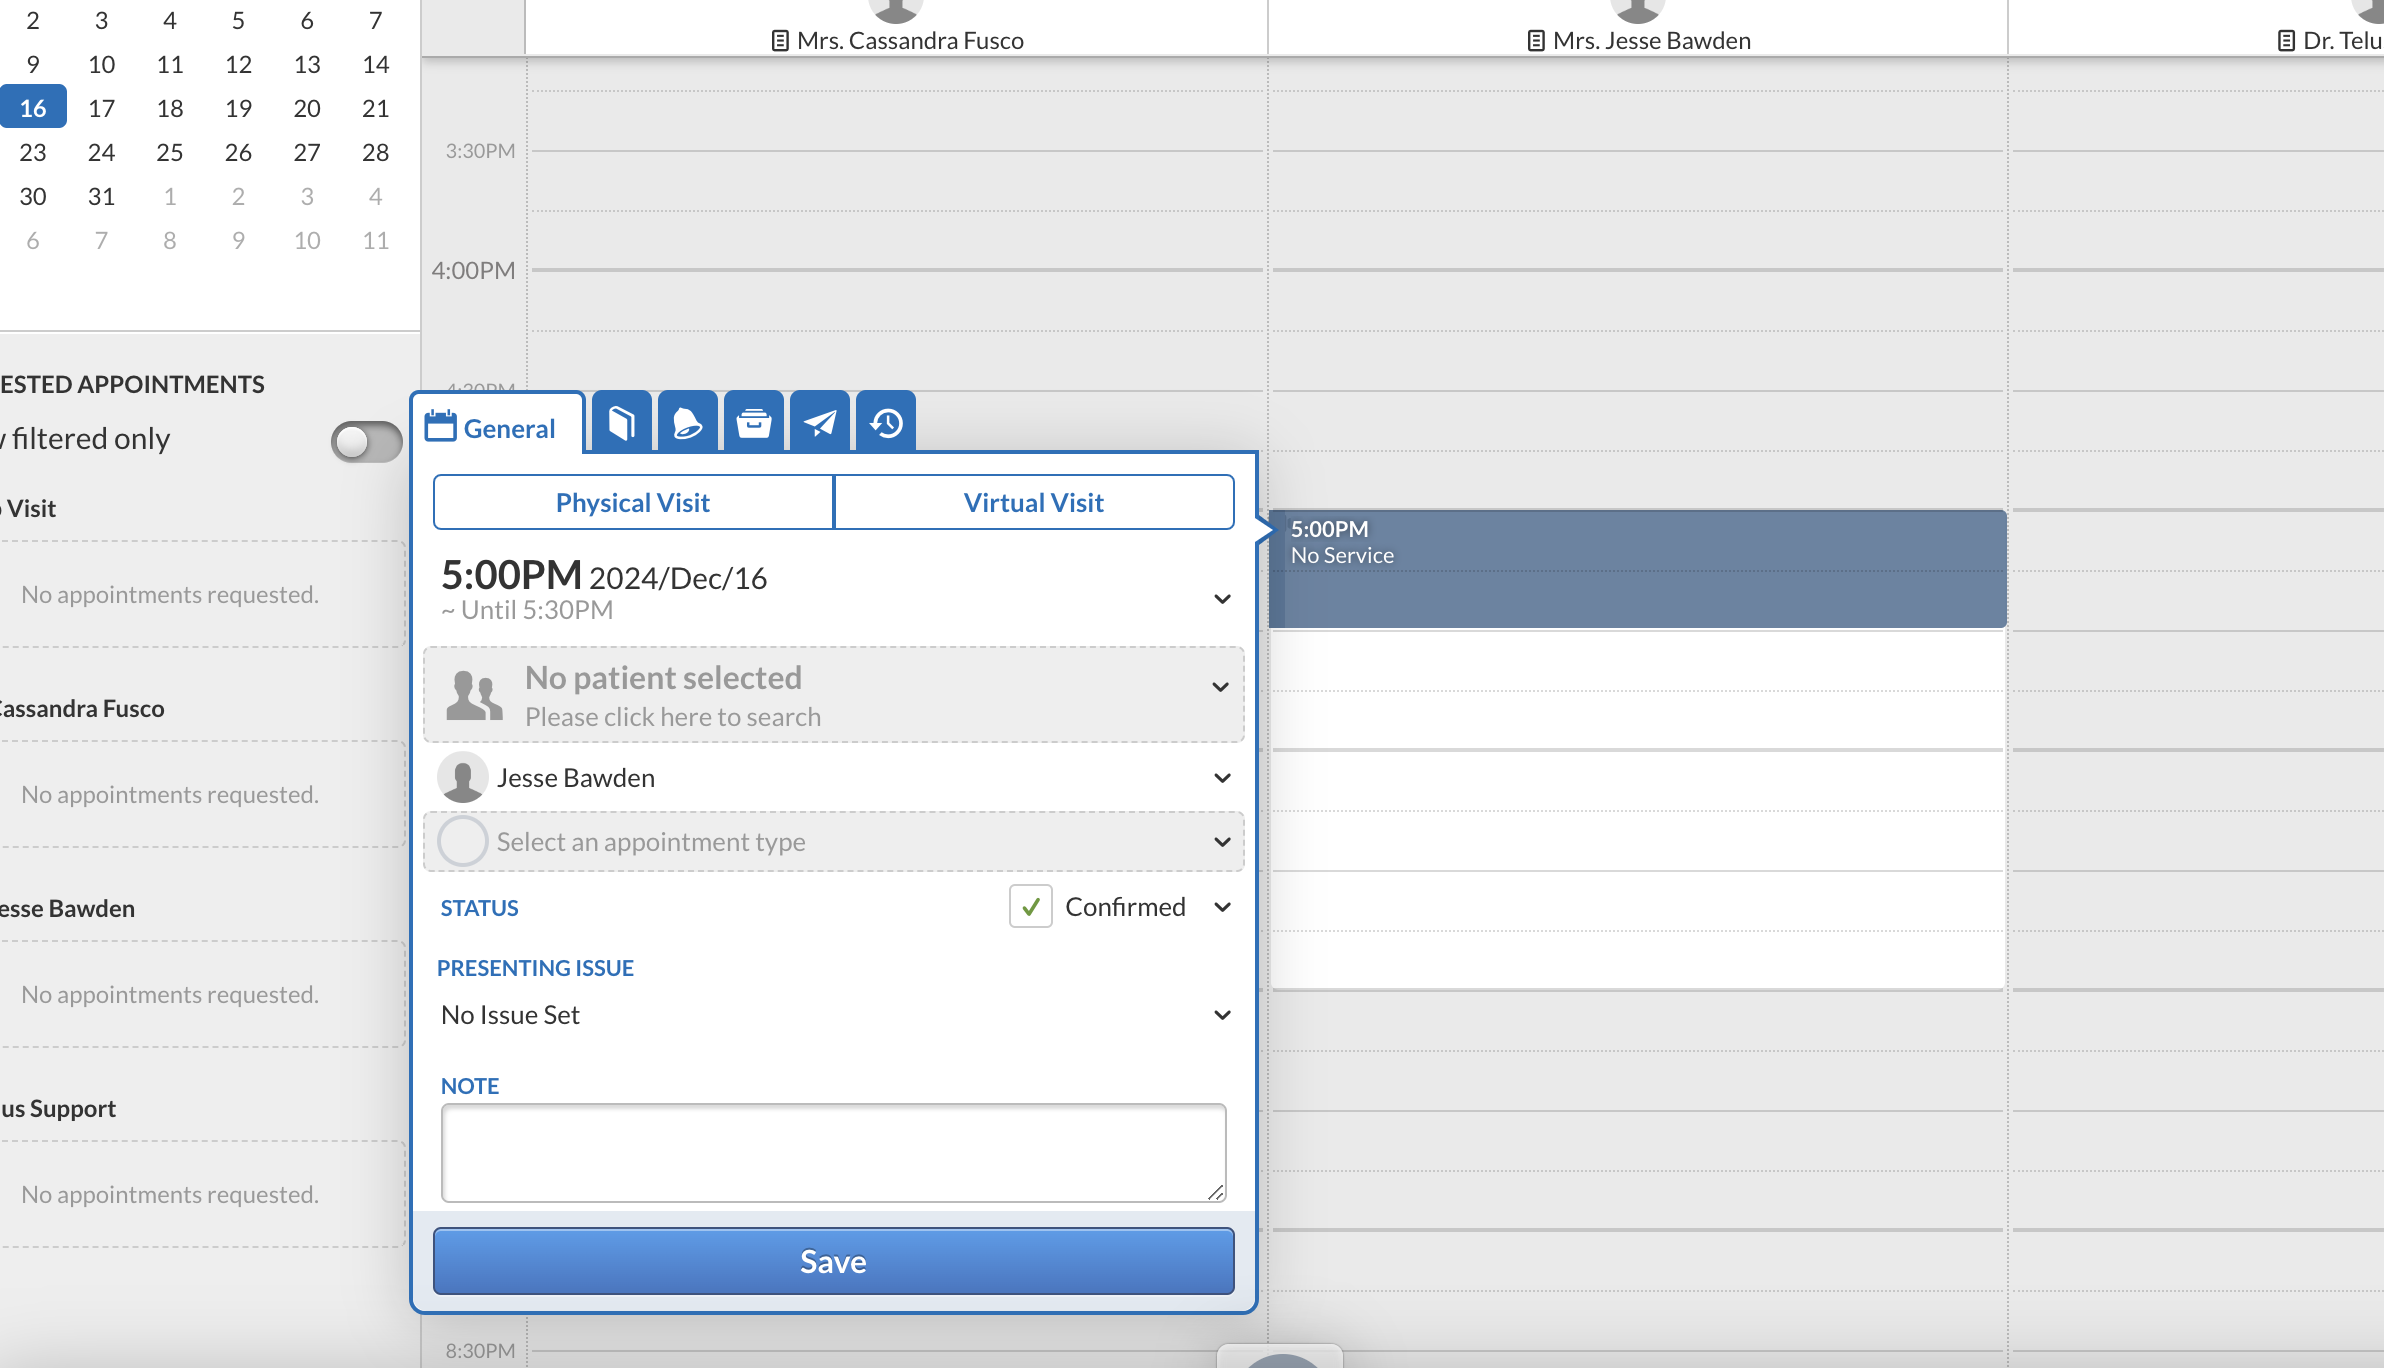 2 3 4 5 6 7
9 10 11 12 13 14
16 17 18 19 20 21
23 24 25 26 27 28
30 31 1 2 3 4
6 7 8 9 10 11
ESTED APPOINTMENTS
filtered only
Visit
No appointments requested.
Cassandra Fusco
No appointments requested.
esse Bawden
No appointments requested.
us Support
No appointments requested.
Mrs. Cassandra Fusco
Mrs. Jesse Bawden
Dr. Telu
3:30PM
4:00PM
4:30PM
8:30PM
General
Physical Visit
Virtual Visit
5:00PM 2024/Dec/16
~ Until 5:30PM
No patient selected
Please click here to search
Jesse Bawden
Select an appointment type
STATUS
Confirmed
PRESENTING ISSUE
No Issue Set
NOTE
Save
5:00PM
No Service